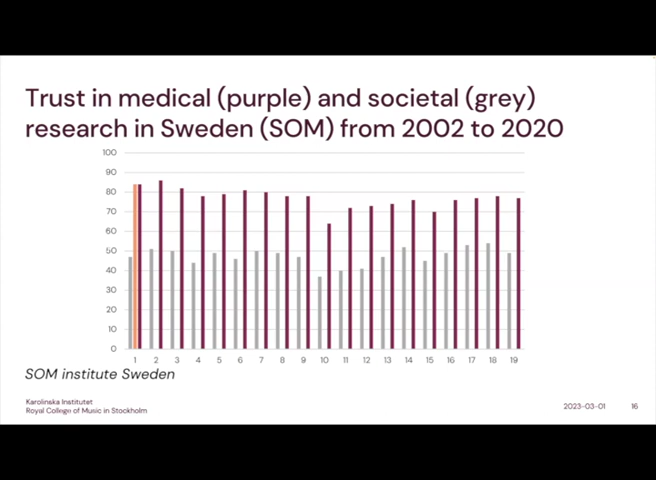 Trust in medical (purple) and societal (grey)
research in Sweden (SOM) from 2002 to 2020
100
90
80
70
60
50
40
30
20
10
0
1 2 3 4 5 6 7 8 9 10 11 12 13 14 15 16 17 18 19
SOM institute Sweden
Karolinska Institutet
Royal College of Music in Stockholm
2023-03-01 16